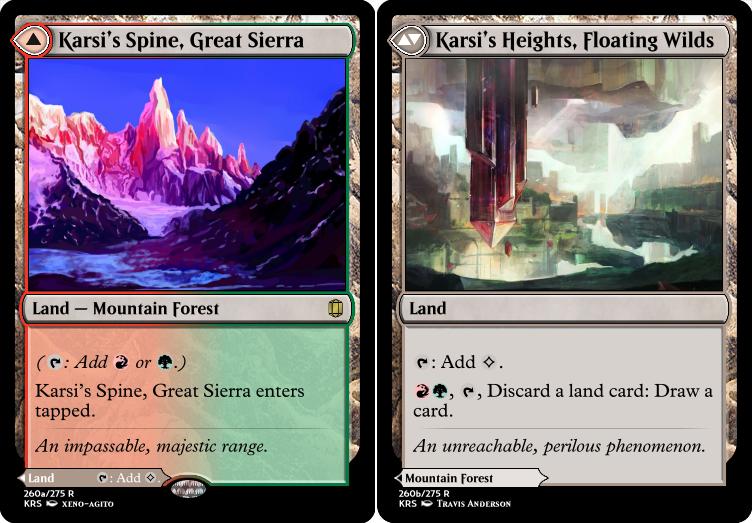 Karsi's Spine, Great Sierra
Land — Mountain Forest
( : Add or .)
Karsi's Spine, Great Sierra enters
tapped.
An impassable, majestic range.
Land : Add .
260a/275 R
KRS XENO-AGITO
Karsi's Heights, Floating Wilds
Land
: Add .
, , Discard a land card: Draw a
card.
An unreachable, perilous phenomenon.
Mountain Forest
260b/275 R
KRS TRAVIS ANDERSON